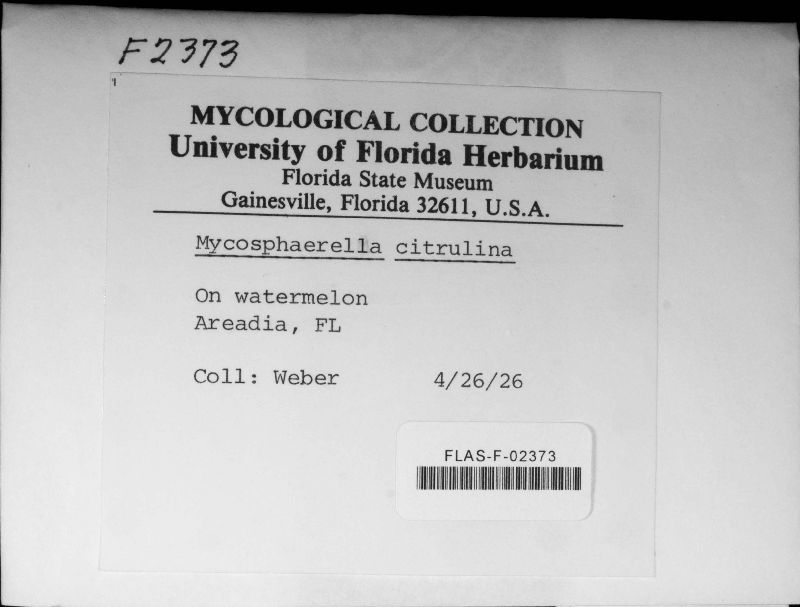 F2373
MYCOLOGICAL COLLECTION
University of Florida Herbarium
Florida State Museum
Gainesville, Florida 32611, U.S.A.
Mycosphaerella citrulina
On watermelon
Areadia, FL
Coll: Weber 4/26/26
FLAS-F-02373